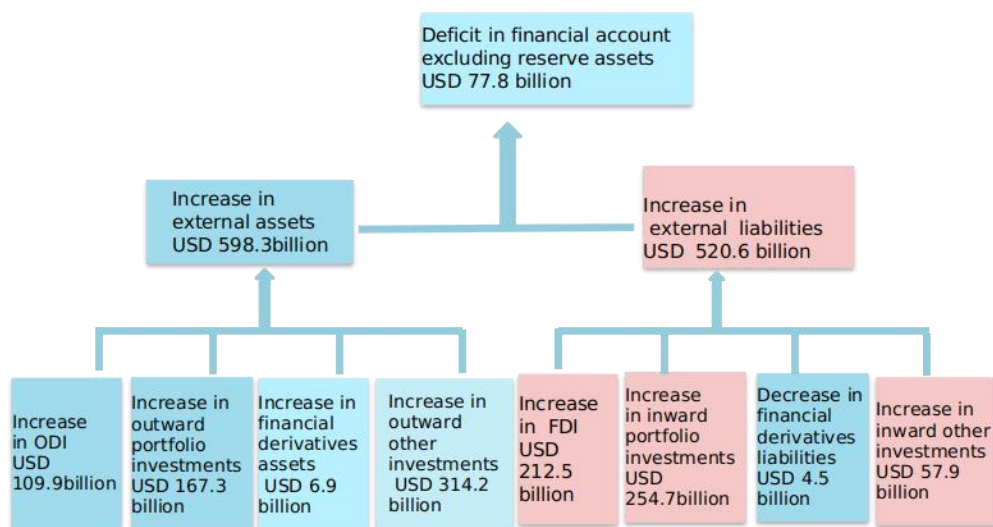 Deficit in financial account
excluding reserve assets
USD 77.8 billion
Increase in
external assets
USD 598.3billion
Increase in
external liabilities
USD 520.6 billion
Increase
in ODI
USD
109.9billion
Increase in
outward
portfolio
investments
USD 167.3
billion
Increase in
financial
derivatives
assets
USD 6.9
billion
Increase in
outward
other
investments
USD 314.2
billion
Increase
in FDI
USD
212.5
billion
Increase
in inward
portfolio
investments
USD
254.7billion
Decrease in
financial
derivatives
liabilities
USD 4.5
billion
Increase in
inward other
investments
USD 57.9
billion